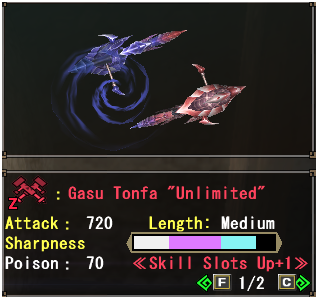 Z : Gasu Tonfa "Unlimited"
Attack : 720 Length: Medium
Sharpness
Poison : 70 ≪Skill Slots Up+1≫
F 1/2 C